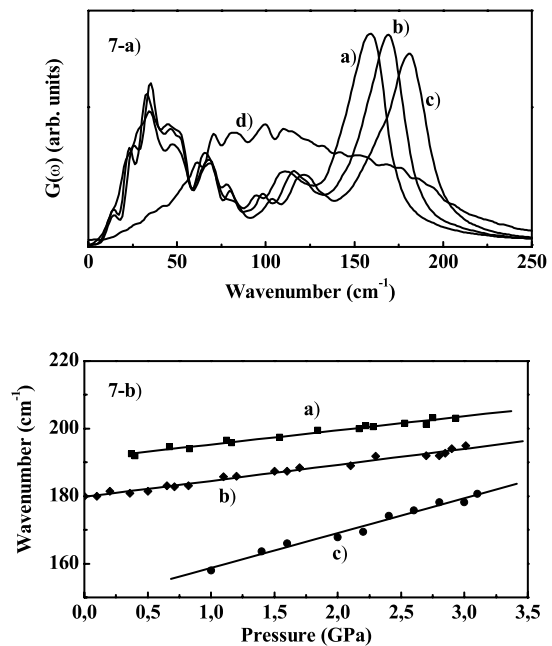 7-a)
a)
b)
c)
d)
G(ω) (arb. units)
0 50 100 150 200 250
Wavenumber (cm⁻¹)
7-b)
220
200
180
160
a)
b)
c)
Wavenumber (cm⁻¹)
0,0 0,5 1,0 1,5 2,0 2,5 3,0 3,5
Pressure (GPa)